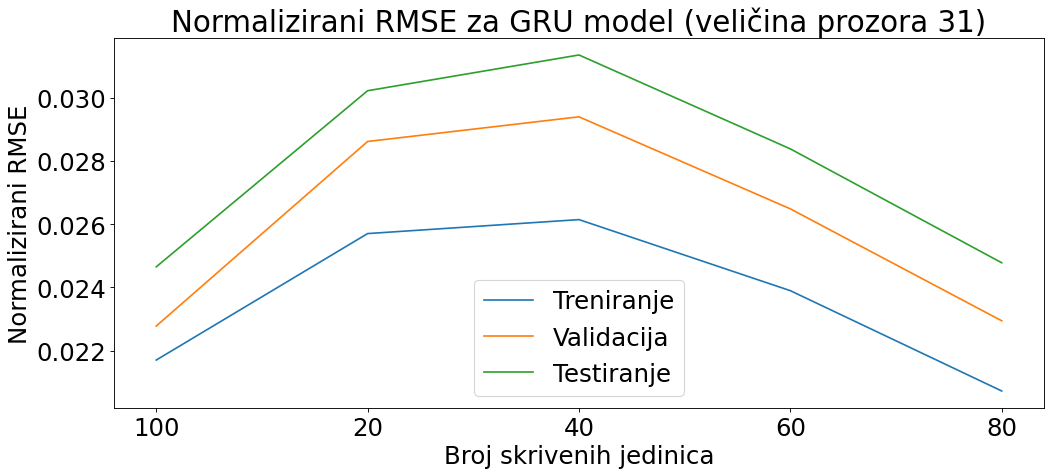 Normalizirani RMSE za GRU model (veličina prozora 31)
Normalizirani RMSE
0.030
0.028
0.026
0.024
0.022
Treniranje
Validacija
Testiranje
100 20 40 60 80
Broj skrivenih jedinica